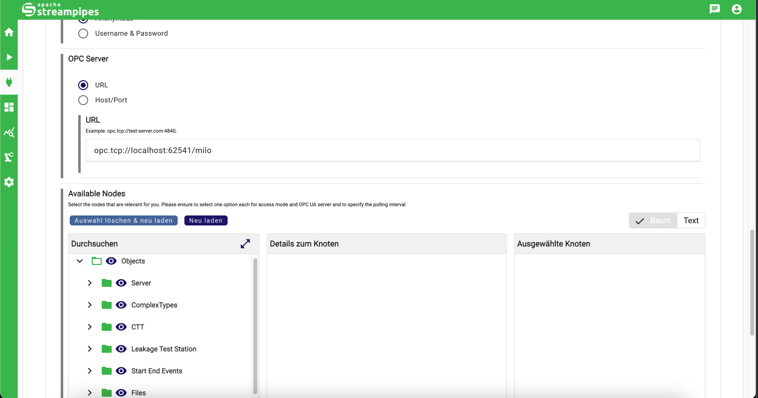 apache
streampipes
Username & Password
OPC Server
URL
Host/Port
URL
Example: opc.tcp://test-server.com:4840,
opc.tcp://localhost:62541/milo
Available Nodes
Select the nodes that are relevant for you. Please ensure to select one option each for access mode and OPC UA server and to specify the polling interval
Auswahl löschen & neu laden Neu laden Baum Text
Durchsuchen Details zum Knoten Ausgewählte Knoten
Objects
Server
ComplexTypes
CTT
Leakage Test Station
Start End Events
Files